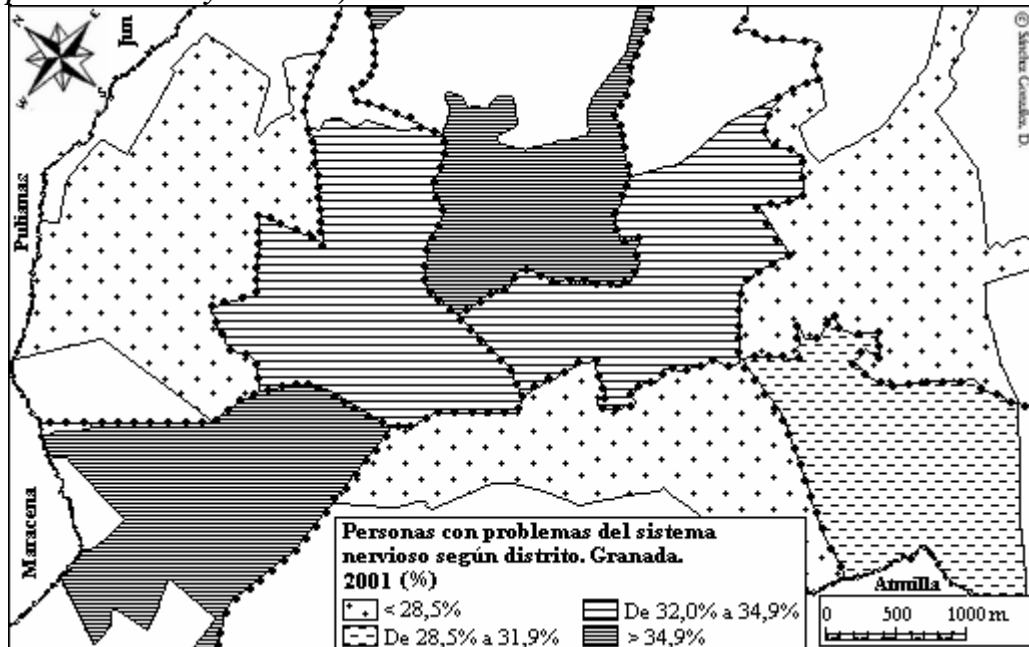 N
E
S
W
Jun
Pulianas
Maracena
© Sánchez González, D.
Personas con problemas del sistema
nervioso según distrito. Granada.
2001 (%)
< 28,5%
De 28,5% a 31,9%
De 32,0% a 34,9%
> 34,9%
Atmilla
0 500 1000 m.